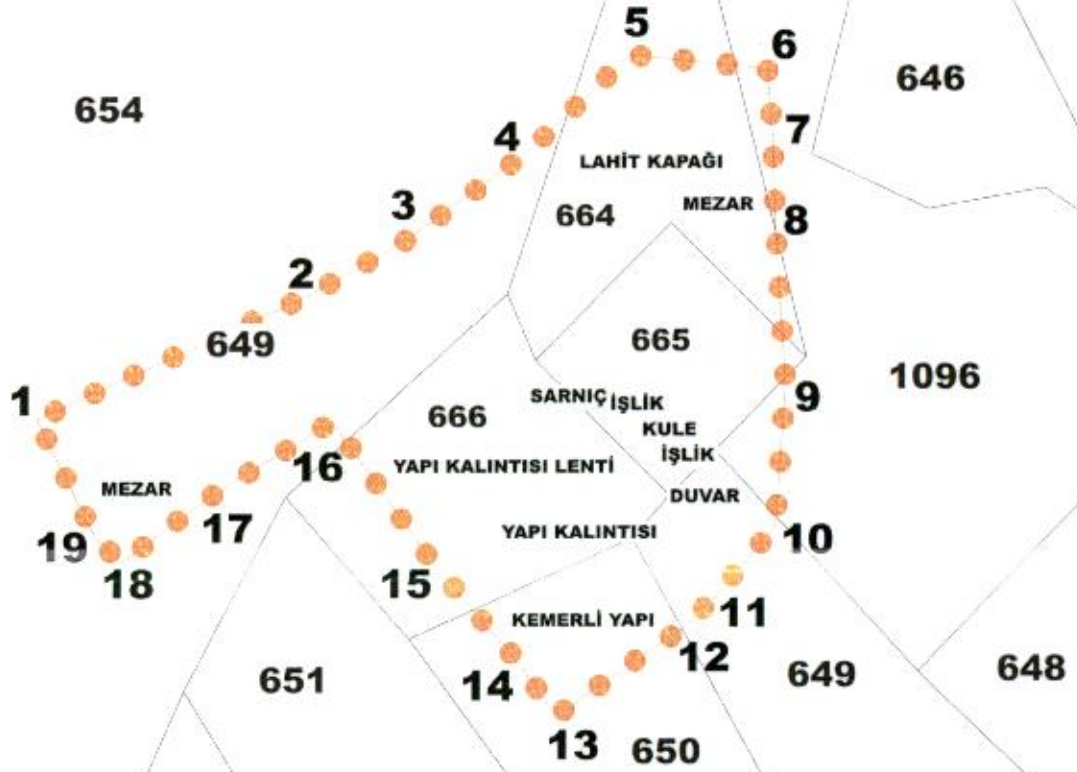 5
6
646
654
7
4
LAHİT KAPAĞI
MEZAR
3
664
8
2
649
665
1096
1
SARNIÇ
İŞLİK
9
666
KULE
İŞLİK
16
YAPI KALINTISI LENTİ
MEZAR
DUVAR
17
YAPI KALINTISI
10
19
18
15
11
KEMERLİ YAPI
12
651
14
649
648
13
650